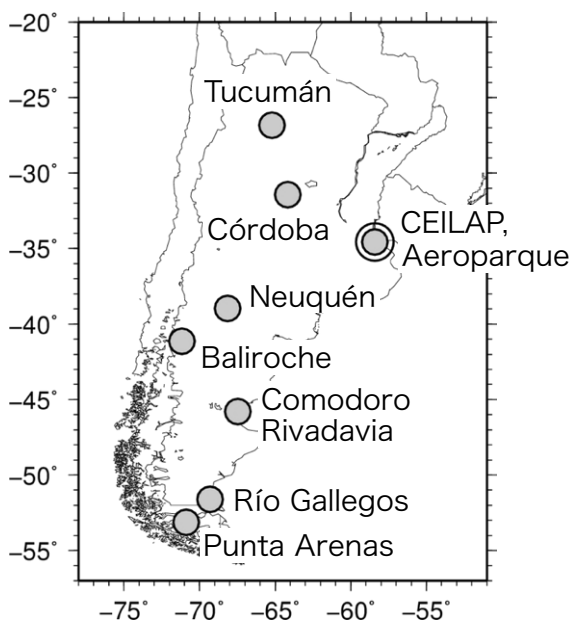 −20°
−25°
−30°
−35°
−40°
−45°
−50°
−55°
Tucumán
Córdoba
CEILAP,
Aeroparque
Neuquén
Baliroche
Comodoro
Rivadavia
Río Gallegos
Punta Arenas
−75°
−70°
−65°
−60°
−55°